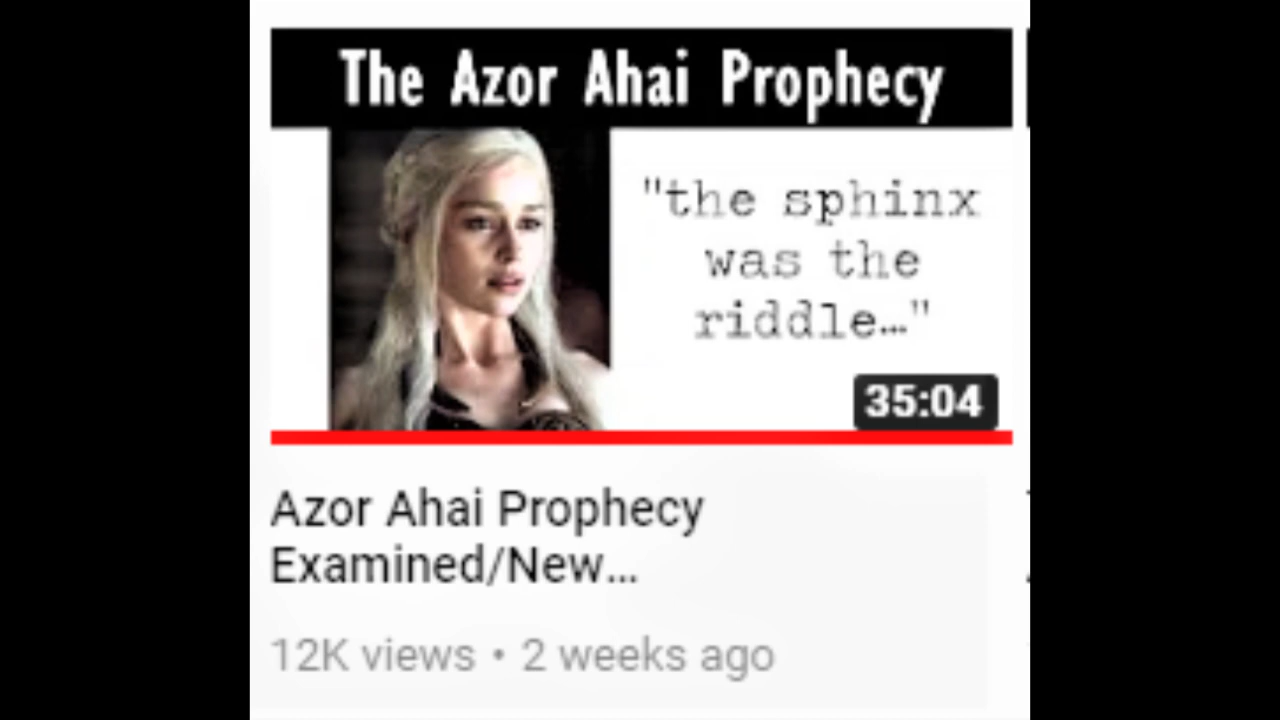 The Azor Ahai Prophecy
"the sphinx
was the
riddle…"
35:04
Azor Ahai Prophecy
Examined/New...
12K views • 2 weeks ago